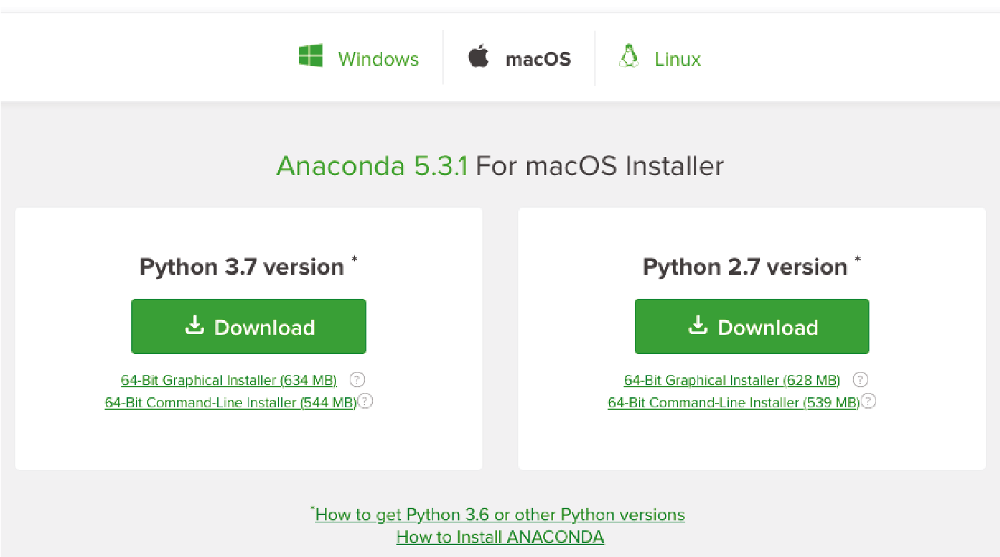 Windows
macOS
Linux
Anaconda 5.3.1 For macOS Installer
Python 3.7 version *
Download
64-Bit Graphical Installer (634 MB) ?
64-Bit Command-Line Installer (544 MB) ?
Python 2.7 version *
Download
64-Bit Graphical Installer (628 MB) ?
64-Bit Command-Line Installer (539 MB) ?
*How to get Python 3.6 or other Python versions
How to Install ANACONDA